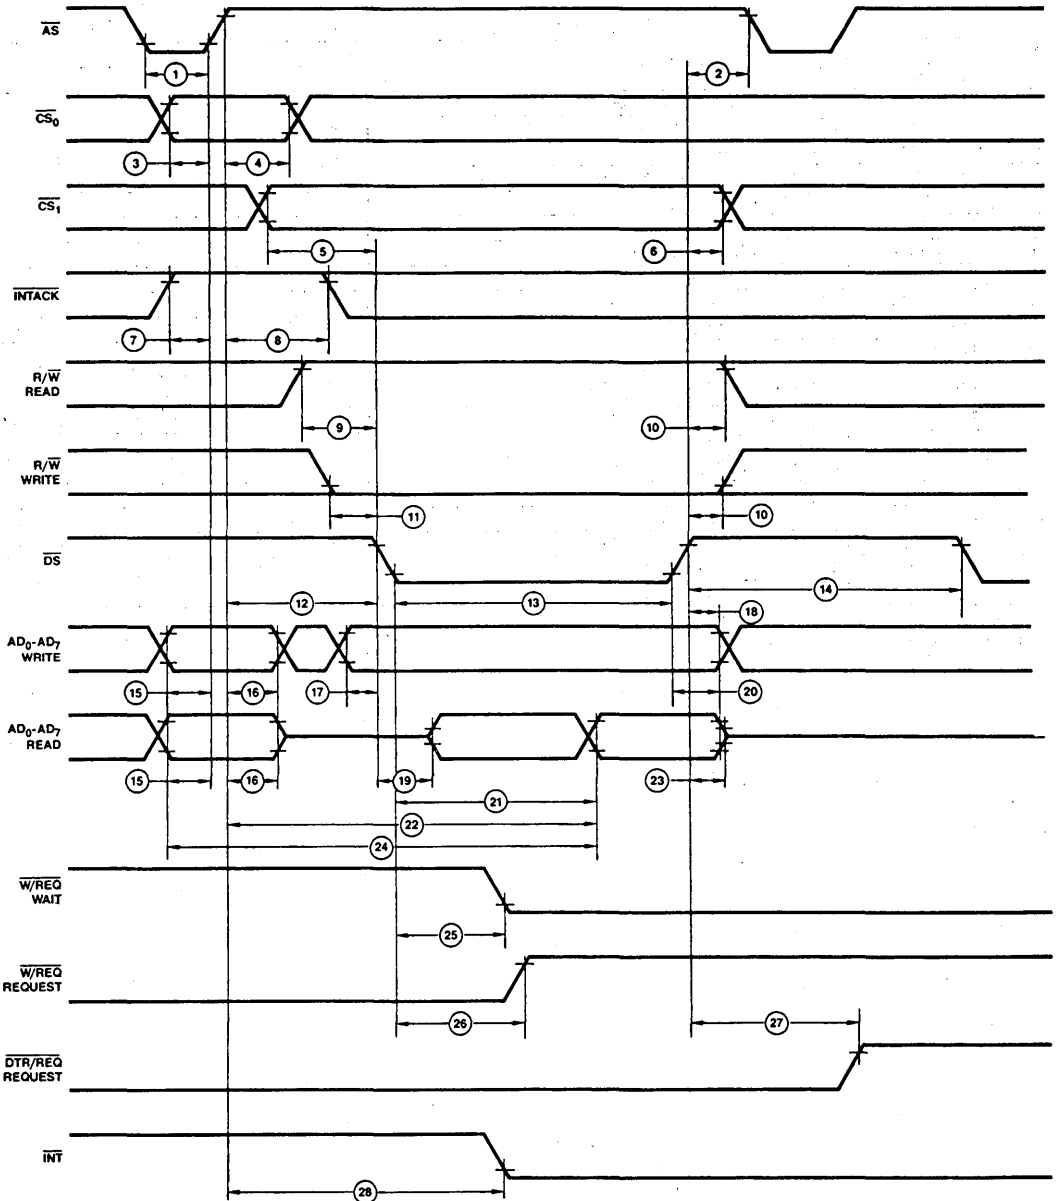 AS
1
2
CS0
3
4
CS1
5
6
INTACK
7
8
R/W
READ
9
10
R/W
WRITE
11
10
DS
12
13
14
18
AD0-AD7
WRITE
15
16
17
20
AD0-AD7
READ
15
16
19
23
21
22
24
W/REQ
WAIT
25
W/REQ
REQUEST
26
27
DTR/REQ
REQUEST
INT
28